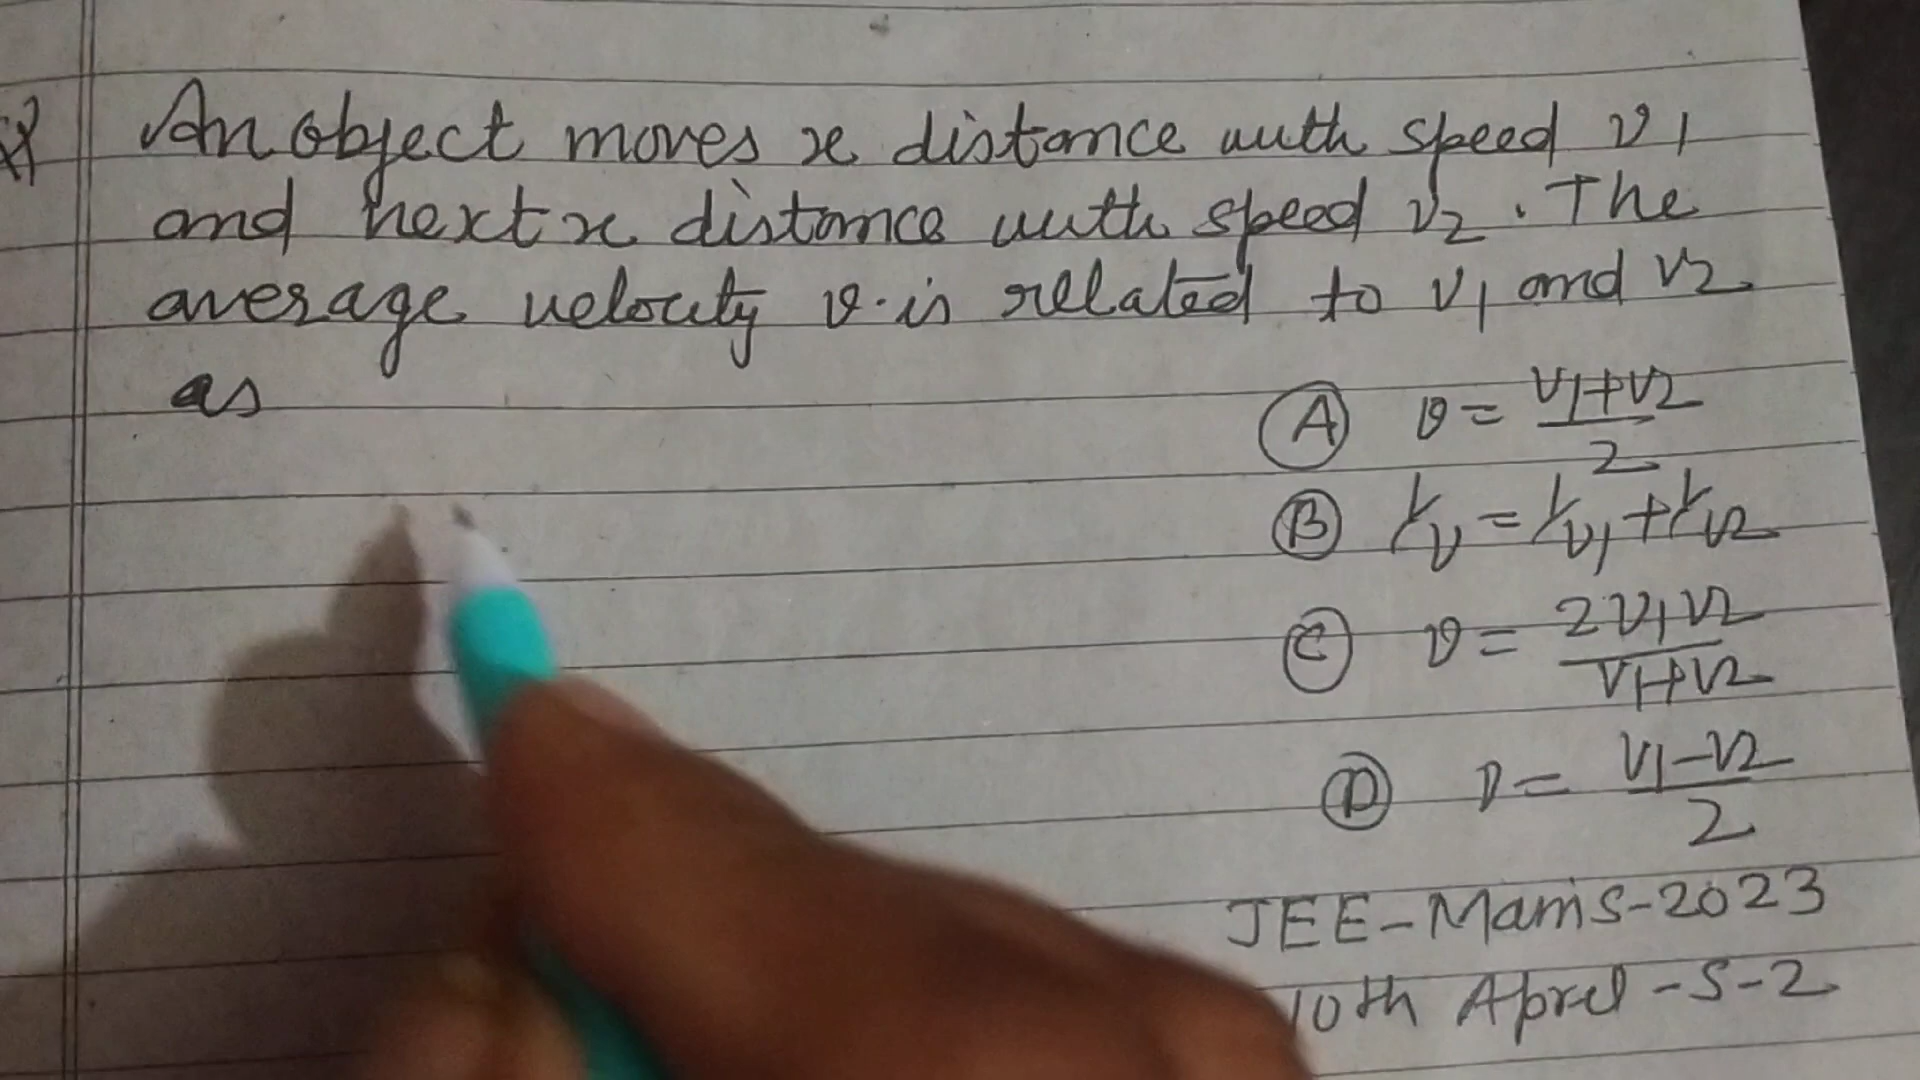 An object moves x distance with speed v1
and next x distance with speed v2. The
average velocity v is related to v1 and v2
as
(A) v = v1+v2/2
(B) 1/v = 1/v1 + 1/v2
(C) v = 2v1v2/v1+v2
(D) v = v1-v2/2
JEE-Mains-2023
10th April-S-2